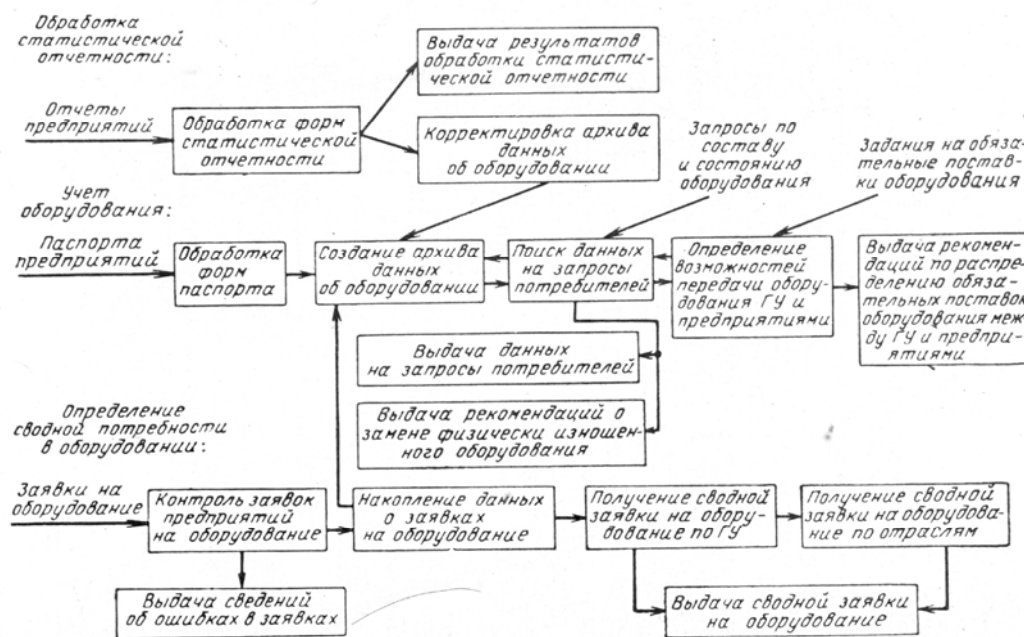 Обработка
статистической
отчетности:
Выдача результатов
обработки статисти-
ческой отчетности
Отчеты
предприятий
Обработка форм
статистической
отчетности
Корректировка архива
данных
об оборудовании
Запросы по
составу
и состоянию
оборудования
Задания на обяза-
тельные постав-
ки оборудования
Учет
оборудования:
Паспорта
предприятий
Обработка
форм
паспорта
Создание архива
данных
об оборудовании
Поиск данных
на запросы
потребителей
Определение
возможностей
передачи обору-
дования ГУ и
предприятиями
Выдача рекомен-
даций по распре-
делению обяза-
тельных поставок
оборудования меж-
ду ГУ и предпри-
ятиями
Выдача данных
на запросы потребителей
Выдача рекомендаций о
замене физически изношен-
ного оборудования
Определение
сводной потребности
в оборудовании:
Заявки на
оборудование
Контроль заявок
предприятий
на оборудование
Накопление данных
о заявках
на оборудование
Получение сводной
заявки на обору-
дование по ГУ
Получение сводной
заявки на оборудова-
ние по отраслям
Выдача сведений
об ошибках в заявках
Выдача сводной заявки
на оборудование